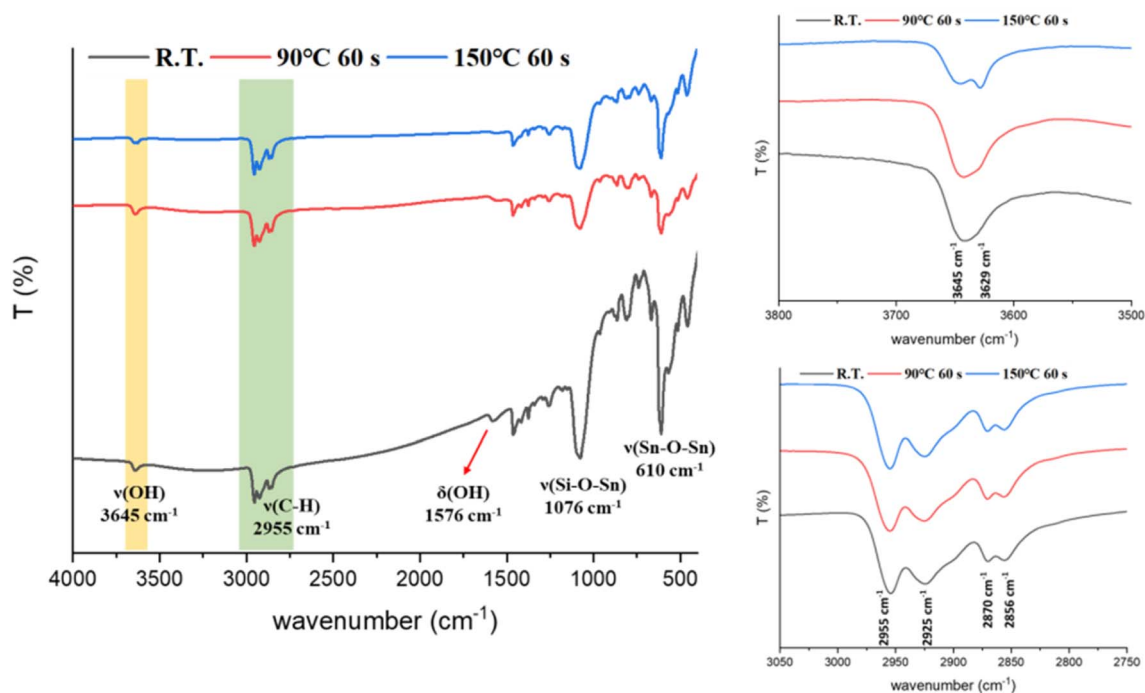 R.T. 90°C 60 s 150°C 60 s
T (%)
ν(OH)
3645 cm⁻¹
ν(C-H)
2955 cm⁻¹
δ(OH)
1576 cm⁻¹
ν(Si-O-Sn)
1076 cm⁻¹
ν(Sn-O-Sn)
610 cm⁻¹
4000 3500 3000 2500 2000 1500 1000 500
wavenumber (cm⁻¹)
R.T. 90°C 60 s 150°C 60 s
T (%)
3645 cm⁻¹
3629 cm⁻¹
3800 3700 3600 3500
wavenumber (cm⁻¹)
R.T. 90°C 60 s 150°C 60 s
T (%)
2955 cm⁻¹
2925 cm⁻¹
2870 cm⁻¹
2856 cm⁻¹
3050 3000 2950 2900 2850 2800 2750
wavenumber (cm⁻¹)